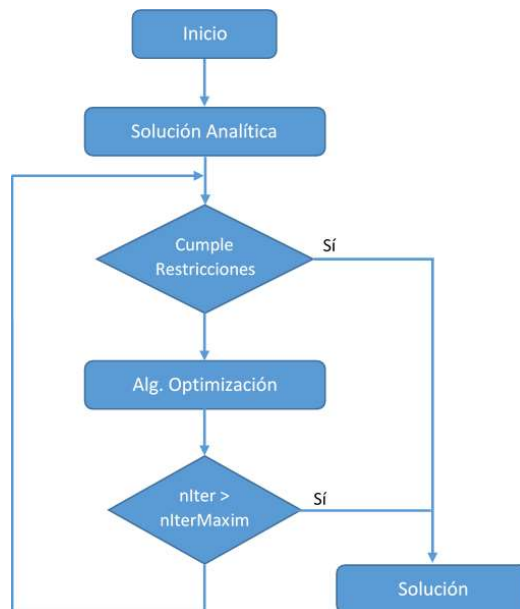 Inicio
Solución Analítica
Cumple
Restricciones
Sí
Alg. Optimización
nIter >
nIterMaxim
Sí
Solución